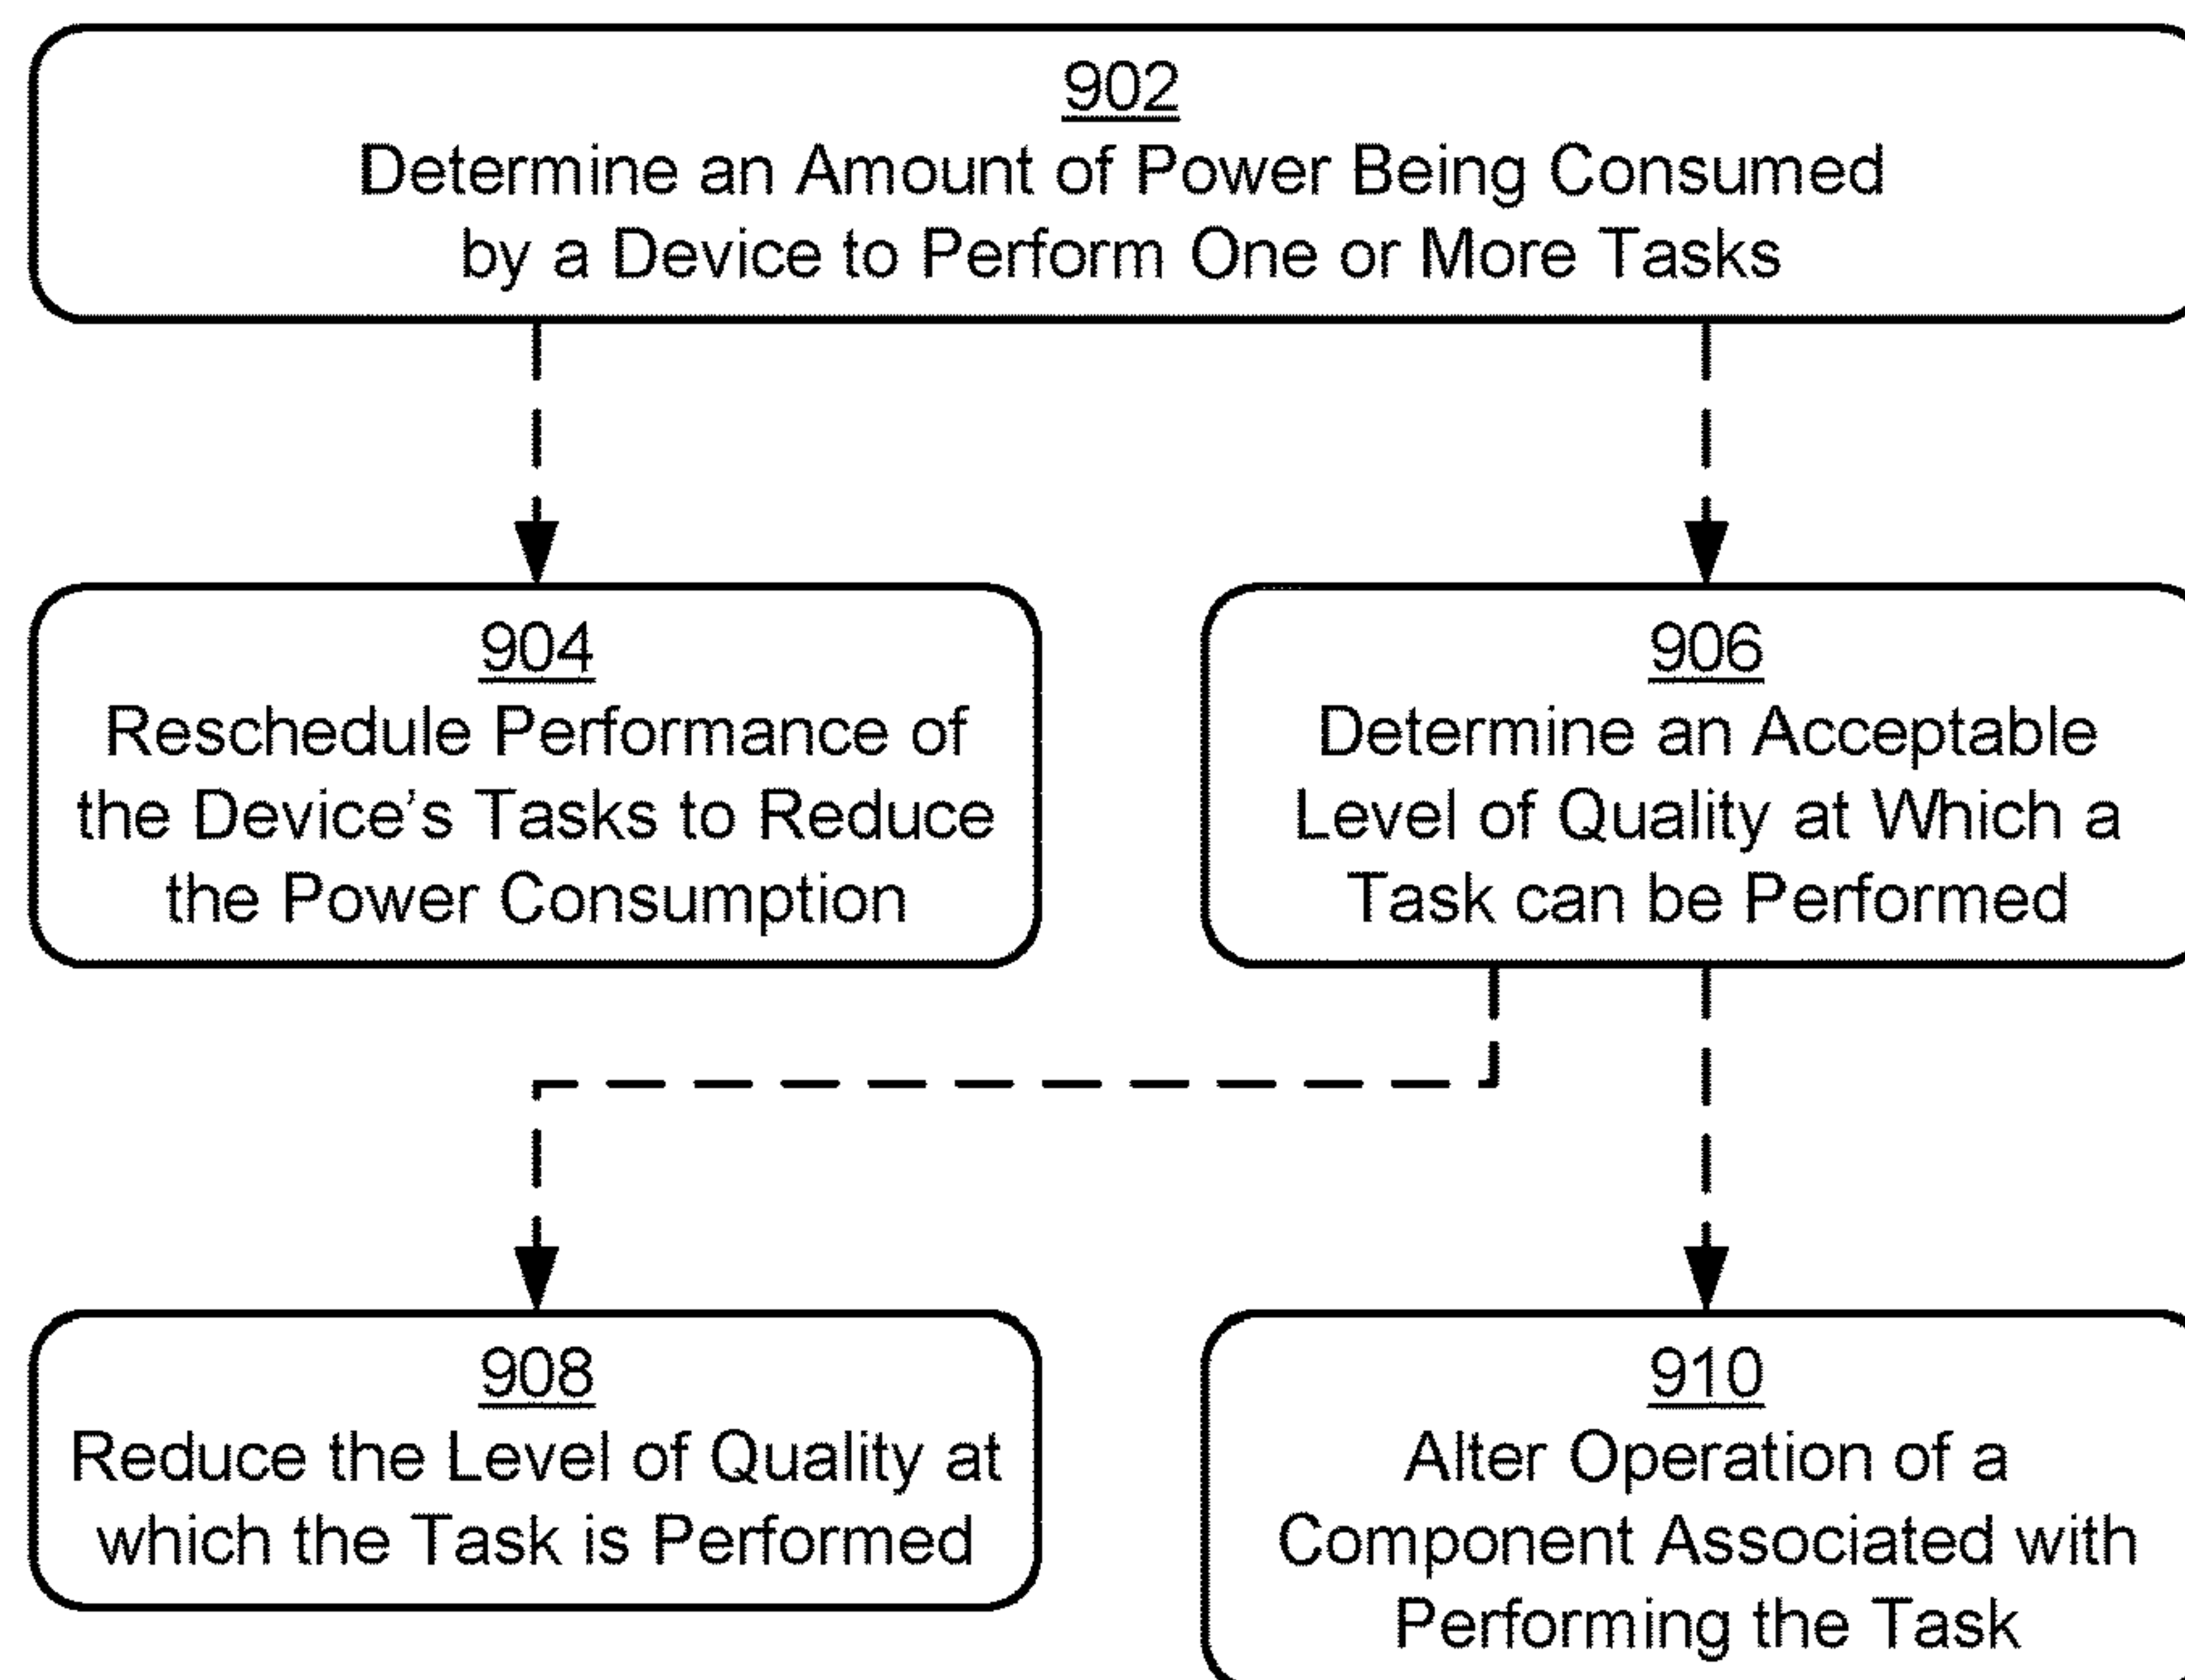 902
Determine an Amount of Power Being Consumed
by a Device to Perform One or More Tasks
904
Reschedule Performance of
the Device's Tasks to Reduce
the Power Consumption
906
Determine an Acceptable
Level of Quality at Which a
Task can be Performed
908
Reduce the Level of Quality at
which the Task is Performed
910
Alter Operation of a
Component Associated with
Performing the Task